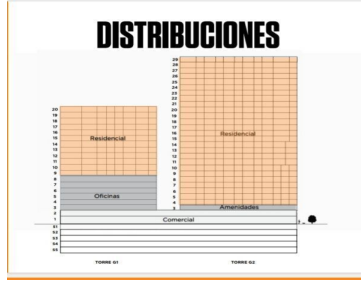 DISTRIBUCIONES
29
28
27
26
25
24
23
22
21
20 20
19 19
18 18
17 17
16 16 Residencial
15 Residencial 15
14 14
13 13
12 12
11 11
10 10
9 9
8 8
7 7
6 6
5 Oficinas 5
4 4
3 3 Amenidades
2
1 Comercial
S1
S2
S3
S4
S5
TORRE G1 TORRE G2